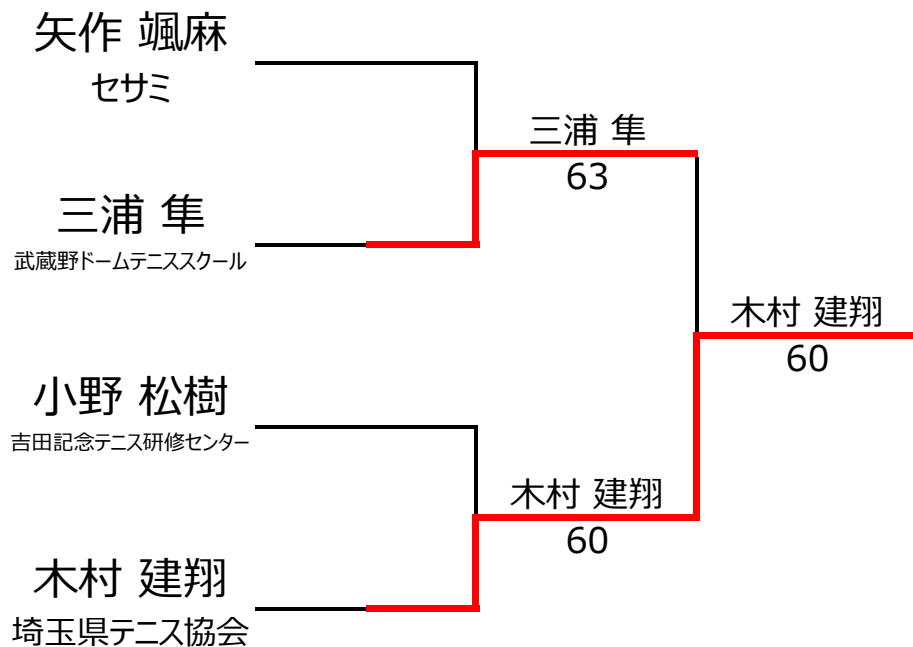 矢作 颯麻
セサミ
三浦 隼
63
三浦 隼
武蔵野ドームテニススクール
木村 建翔
60
小野 松樹
吉田記念テニス研修センター
木村 建翔
60
木村 建翔
埼玉県テニス協会